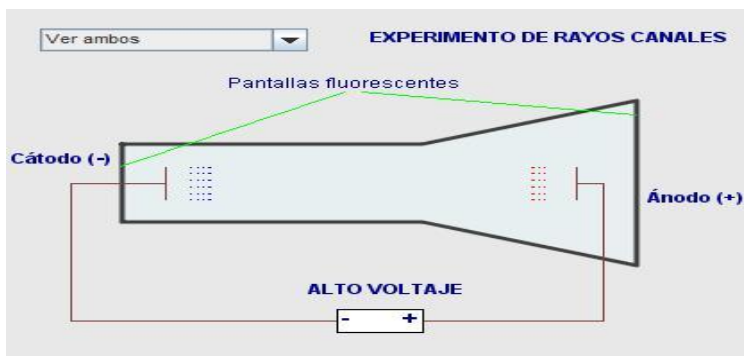 Ver ambos
EXPERIMENTO DE RAYOS CANALES
Pantallas fluorescentes
Cátodo (-)
Ánodo (+)
ALTO VOLTAJE
- +